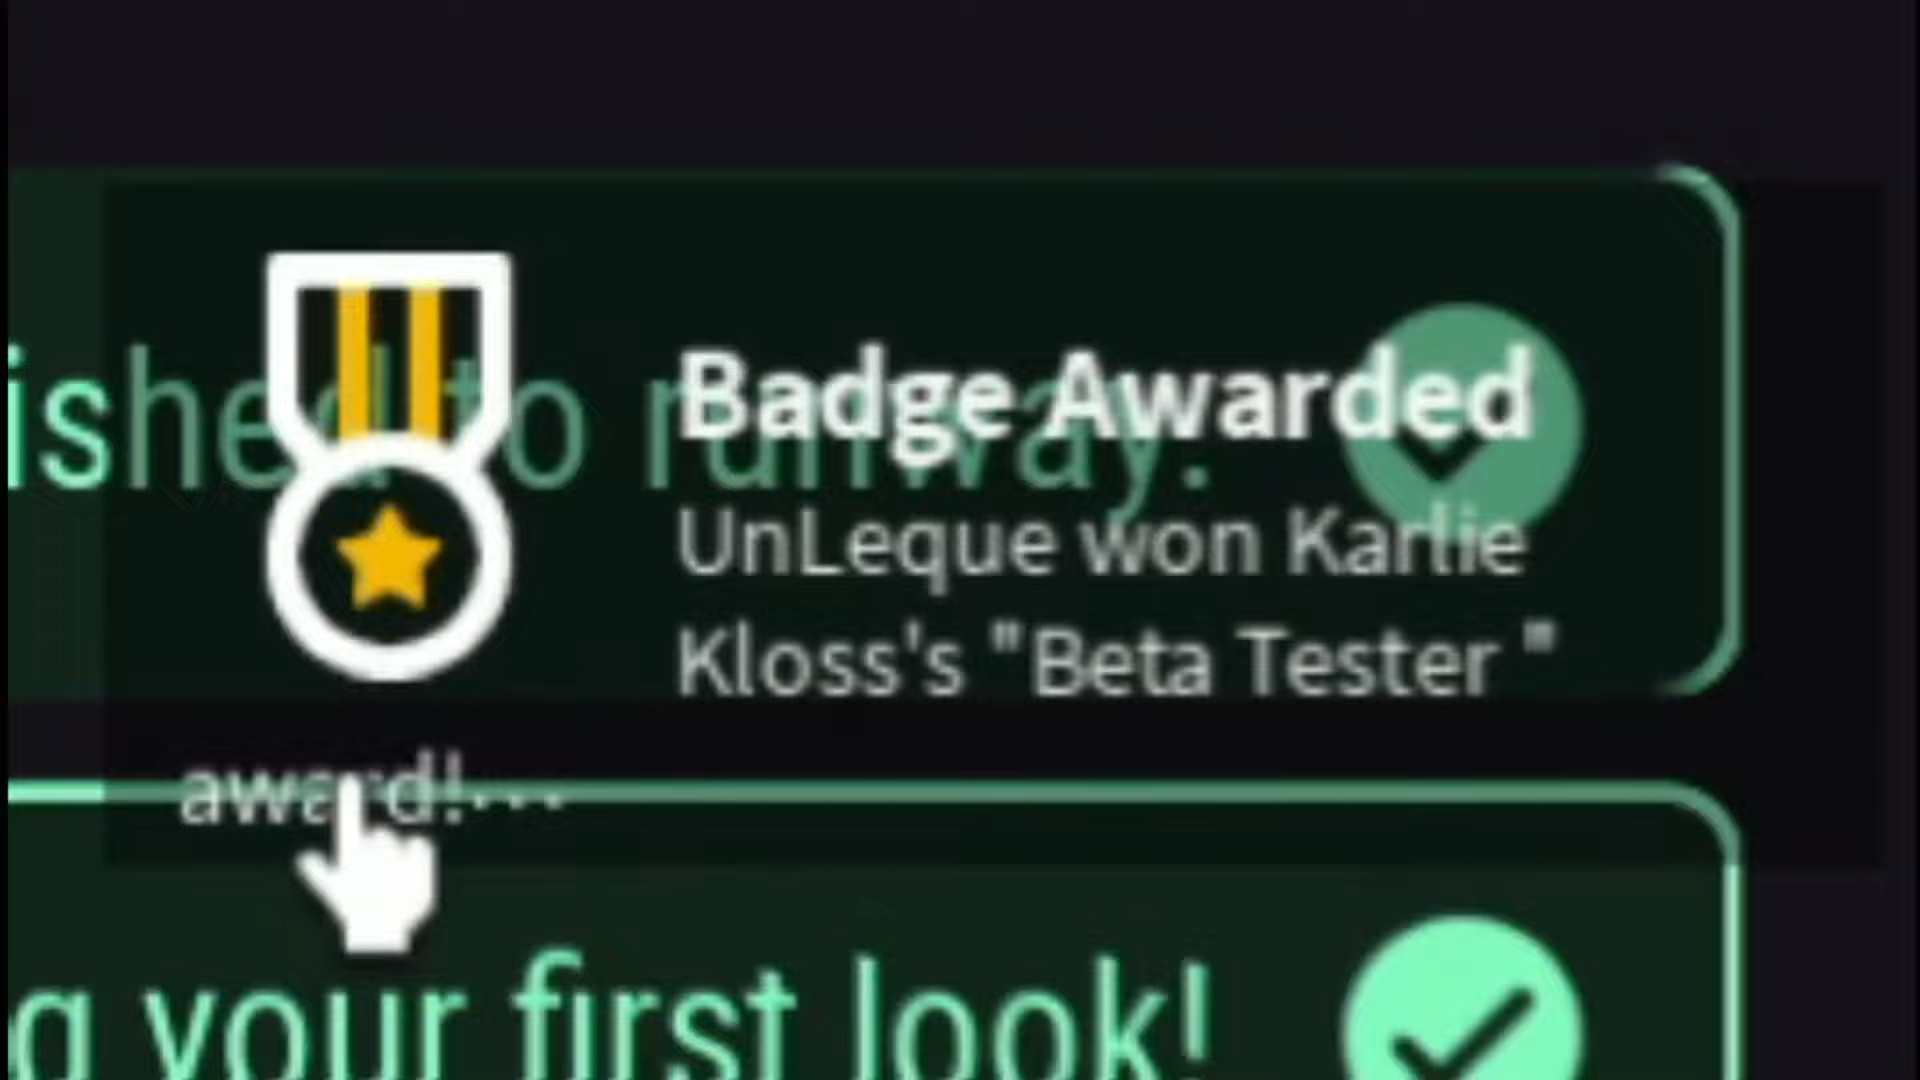 ished to runway.
Badge Awarded
UnLeque won Karlie
Kloss's "Beta Tester "
award!...
g your first look!